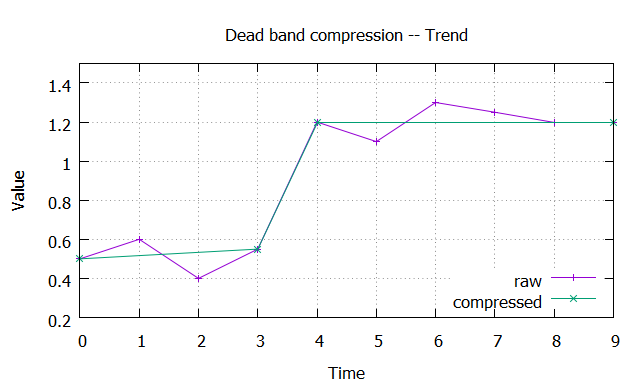 Dead band compression -- Trend
1.4
1.2
1
0.8
0.6
0.4
0.2
Value
raw
compressed
0 1 2 3 4 5 6 7 8 9
Time